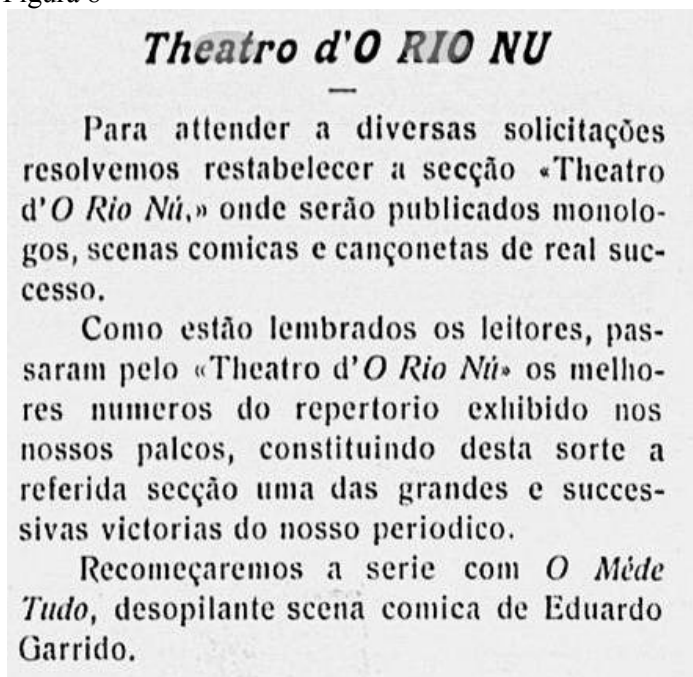 Figura 8
Theatro d'O RIO NU
Para attender a diversas solicitações
resolvemos restabelecer a secção «Theatro
d'O Rio Nú,» onde serão publicados monolo-
gos, scenas comicas e cançonetas de real suc-
cesso.
Como estão lembrados os leitores, pas-
saram pelo «Theatro d'O Rio Nú» os melho-
res numeros do repertorio exhibido nos
nossos palcos, constituindo desta sorte a
referida secção uma das grandes e succes-
sivas victorias do nosso periodico.
Recomeçaremos a serie com O Méde
Tudo, desopilante scena comica de Eduardo
Garrido.